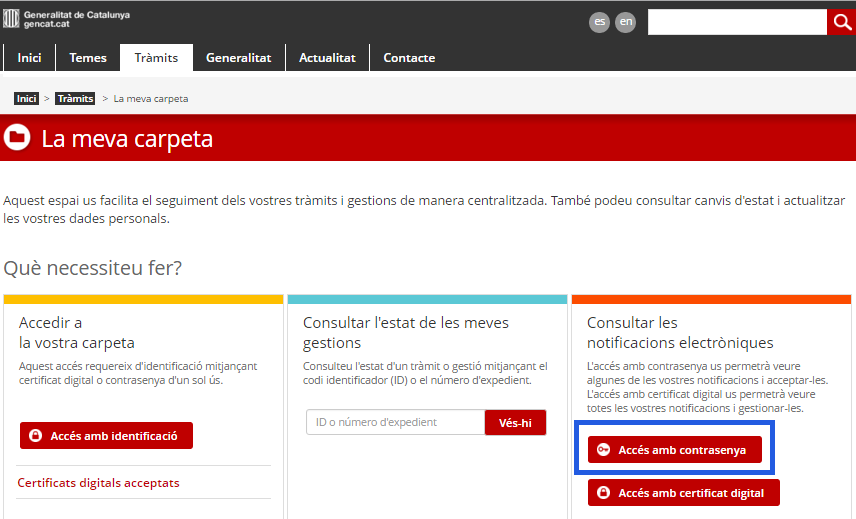 Generalitat de Catalunya
gencat.cat
es en
Inici Temes Tràmits Generalitat Actualitat Contacte
Inici > Tràmits > La meva carpeta
La meva carpeta
Aquest espai us facilita el seguiment dels vostres tràmits i gestions de manera centralitzada. També podeu consultar canvis d'estat i actualitzar
les vostres dades personals.
Què necessiteu fer?
Accedir a
la vostra carpeta
Aquest accés requereix d'identificació mitjançant
certificat digital o contrasenya d'un sol ús.
Accés amb identificació
Certificats digitals acceptats
Consultar l'estat de les meves
gestions
Consulteu l'estat d'un tràmit o gestió mitjançant el
codi identificador (ID) o el número d'expedient.
ID o número d'expedient Vés-hi
Consultar les
notificacions electròniques
L'accés amb contrasenya us permetrà veure
algunes de les vostres notificacions i acceptar-les.
L'accés amb certificat digital us permetrà veure
totes les vostres notificacions i gestionar-les.
Accés amb contrasenya
Accés amb certificat digital